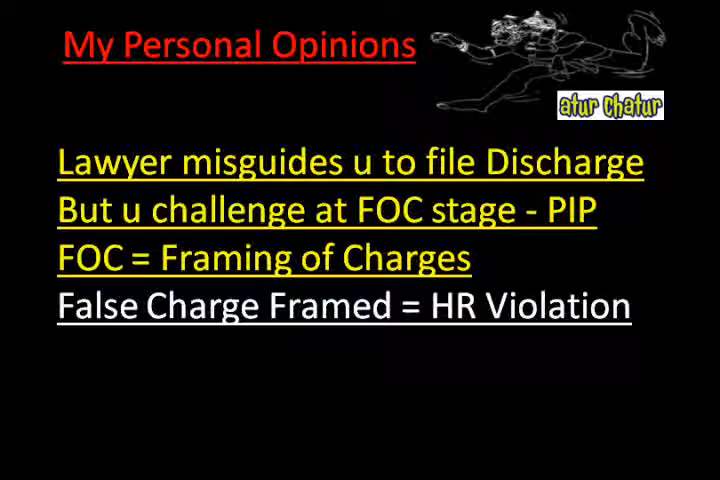 My Personal Opinions
atur chatur
Lawyer misguides u to file Discharge
But u challenge at FOC stage - PIP
FOC = Framing of Charges
False Charge Framed = HR Violation